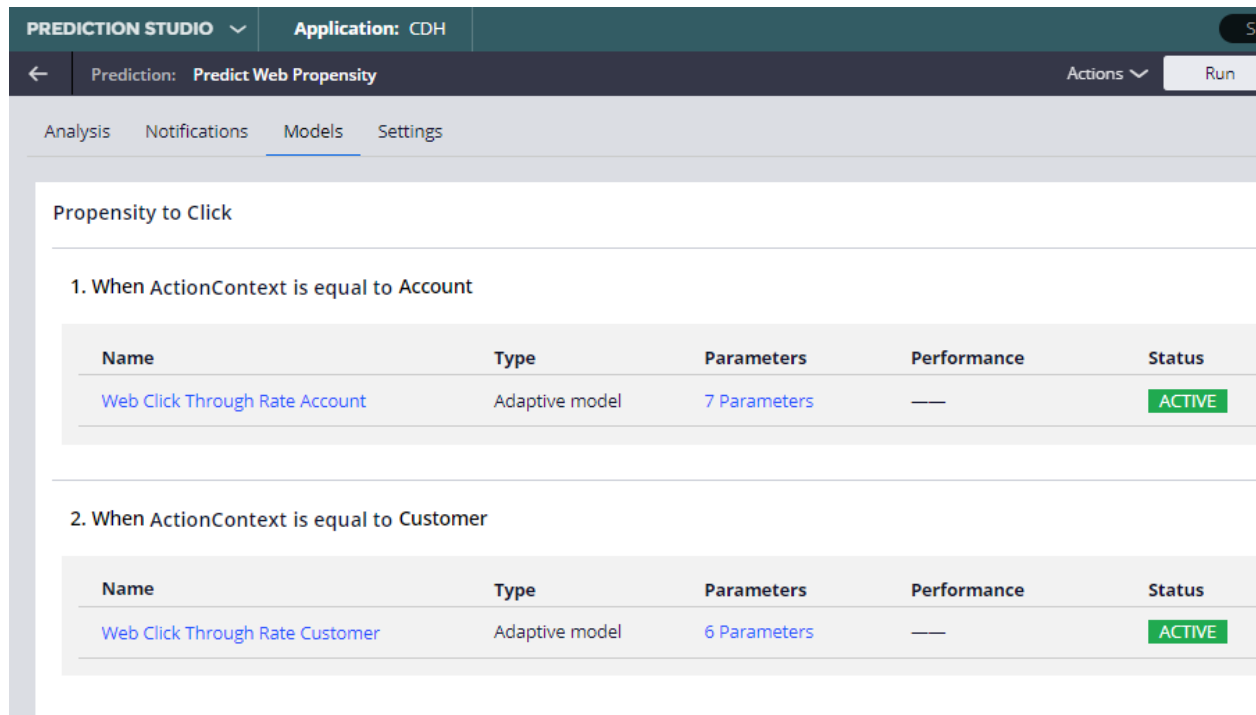 PREDICTION STUDIO Application: CDH S
← Prediction: Predict Web Propensity Actions Run
Analysis Notifications Models Settings
Propensity to Click
1. When ActionContext is equal to Account
Name Type Parameters Performance Status
Web Click Through Rate Account Adaptive model 7 Parameters —— ACTIVE
2. When ActionContext is equal to Customer
Name Type Parameters Performance Status
Web Click Through Rate Customer Adaptive model 6 Parameters —— ACTIVE